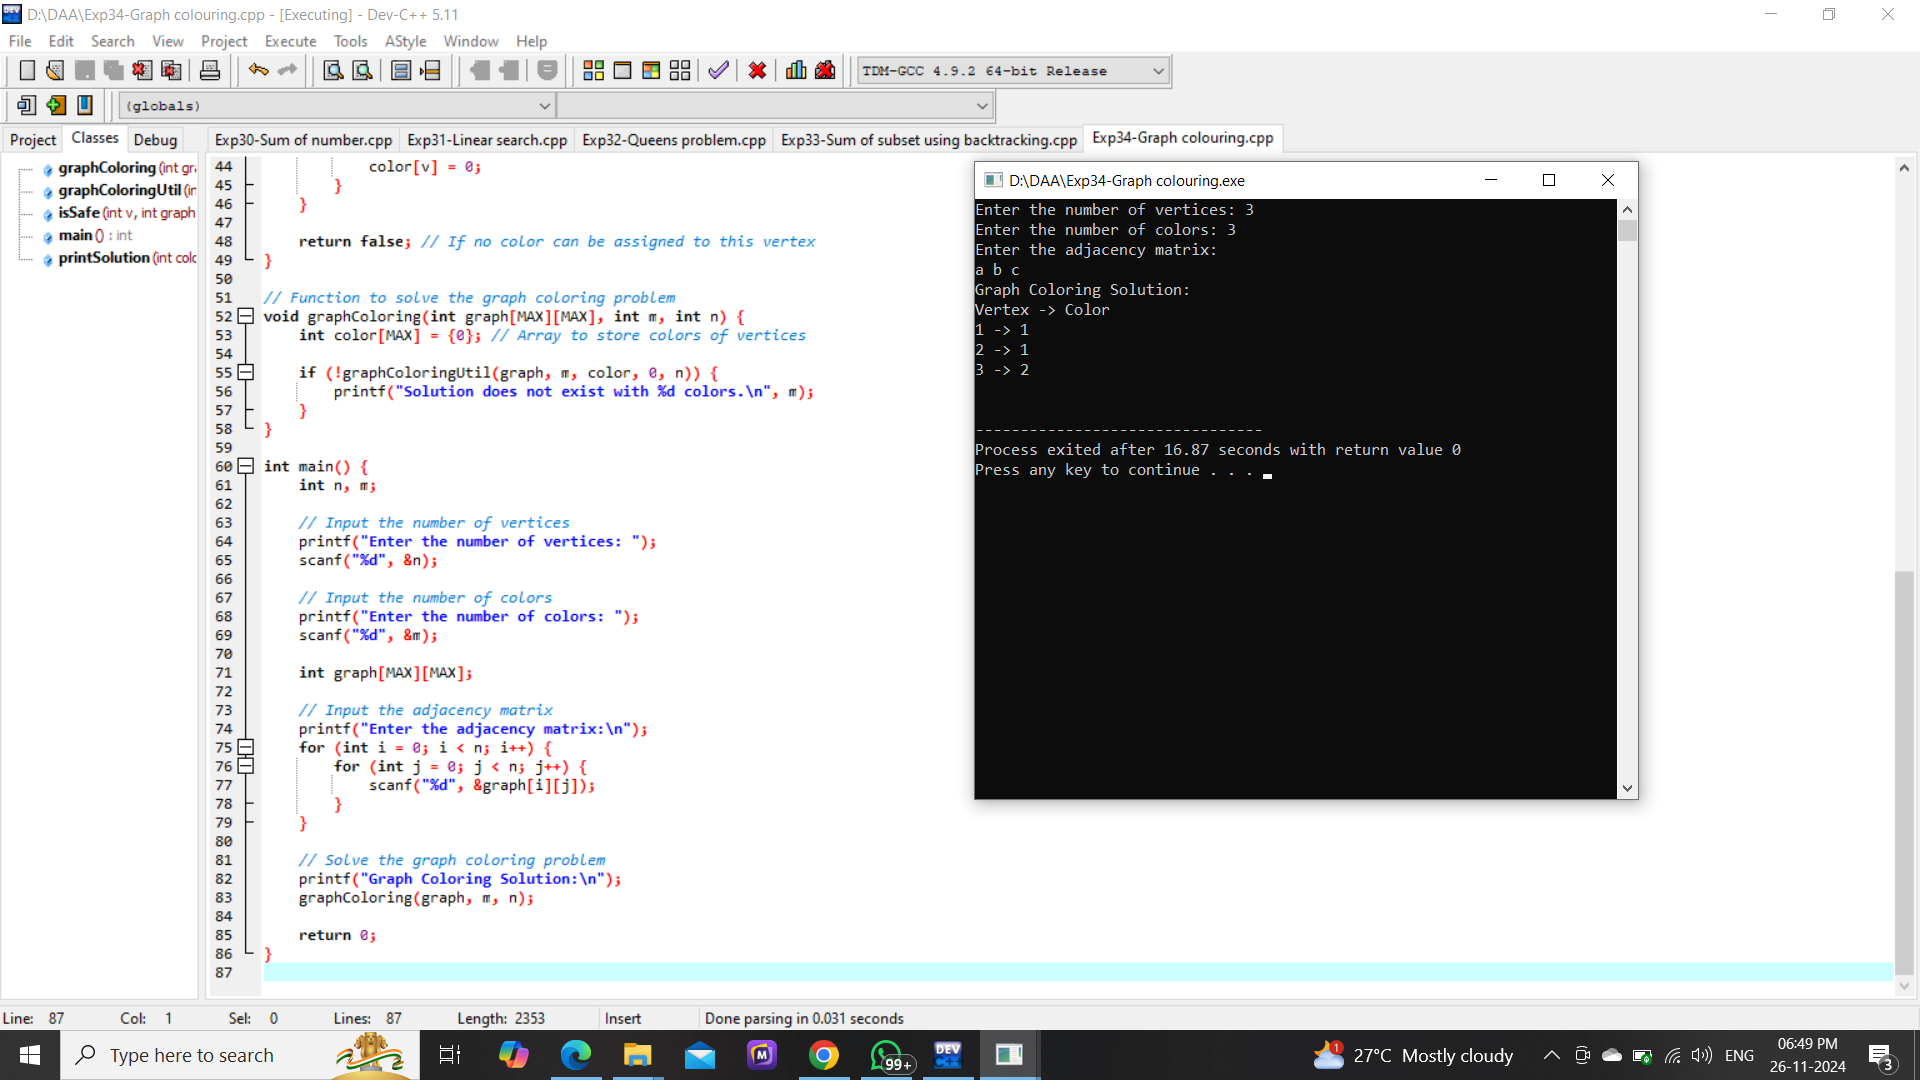 D:\DAA\Exp34-Graph colouring.cpp - [Executing] - Dev-C++ 5.11
File Edit Search View Project Execute Tools AStyle Window Help
TDM-GCC 4.9.2 64-bit Release
(globals)
Project Classes Debug
Exp30-Sum of number.cpp Exp31-Linear search.cpp Exp32-Queens problem.cpp Exp33-Sum of subset using backtracking.cpp Exp34-Graph colouring.cpp
graphColoring (int gr
graphColoringUtil (in
isSafe (int v, int graph
main () : int
printSolution (int colo
44 color[v] = 0;
45 }
46 }
47
48 return false; // If no color can be assigned to this vertex
49 }
50
51 // Function to solve the graph coloring problem
52 void graphColoring(int graph[MAX][MAX], int m, int n) {
53 int color[MAX] = {0}; // Array to store colors of vertices
54
55 if (!graphColoringUtil(graph, m, color, 0, n)) {
56 printf("Solution does not exist with %d colors.\n", m);
57 }
58 }
59
60 int main() {
61 int n, m;
62
63 // Input the number of vertices
64 printf("Enter the number of vertices: ");
65 scanf("%d", &n);
66
67 // Input the number of colors
68 printf("Enter the number of colors: ");
69 scanf("%d", &m);
70
71 int graph[MAX][MAX];
72
73 // Input the adjacency matrix
74 printf("Enter the adjacency matrix:\n");
75 for (int i = 0; i < n; i++) {
76 for (int j = 0; j < n; j++) {
77 scanf("%d", &graph[i][j]);
78 }
79 }
80
81 // Solve the graph coloring problem
82 printf("Graph Coloring Solution:\n");
83 graphColoring(graph, m, n);
84
85 return 0;
86 }
87
D:\DAA\Exp34-Graph colouring.exe
Enter the number of vertices: 3
Enter the number of colors: 3
Enter the adjacency matrix:
a b c
Graph Coloring Solution:
Vertex -> Color
1 -> 1
2 -> 1
3 -> 2
--------------------------------
Process exited after 16.87 seconds with return value 0
Press any key to continue . . .
Line: 87 Col: 1 Sel: 0 Lines: 87 Length: 2353 Insert Done parsing in 0.031 seconds
Type here to search
99+
DEV
1
27°C Mostly cloudy
ENG
06:49 PM
26-11-2024
3